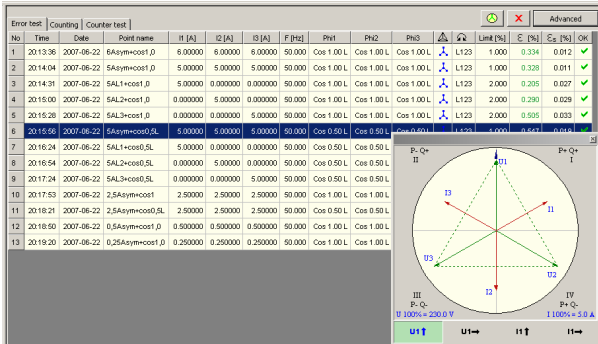 Error test Counting Counter test Advanced
No Time Date Point name I1 [A] I2 [A] I3 [A] F [Hz] Phi1 Phi2 Phi3 Limit [%] Ɛ [%] Ɛs [%] OK
1 20:13:36 2007-06-22 6Asym+cos1,0 6.00000 6.00000 6.00000 50.000 Cos 1.00 L Cos 1.00 L Cos 1.00 L L123 1.000 0.334 0.012
2 20:14:04 2007-06-22 5Asym+cos1,0 5.00000 5.00000 5.00000 50.000 Cos 1.00 L Cos 1.00 L Cos 1.00 L L123 1.000 0.328 0.011
3 20:14:31 2007-06-22 5AL1+cos1,0 5.00000 0.000000 0.000000 50.000 Cos 1.00 L Cos 1.00 L Cos 1.00 L L123 2.000 0.205 0.027
4 20:15:00 2007-06-22 5AL2+cos1,0 0.000000 5.00000 0.000000 50.000 Cos 1.00 L Cos 1.00 L Cos 1.00 L L123 2.000 0.290 0.029
5 20:15:28 2007-06-22 5AL3+cos1,0 0.000000 0.000000 5.00000 50.000 Cos 1.00 L Cos 1.00 L Cos 1.00 L L123 2.000 0.505 0.033
6 20:15:56 2007-06-22 5Asym+cos0,5L 5.00000 5.00000 5.00000 50.000 Cos 0.50 L Cos 0.50 L Cos 0.50 L L123 1.000 0.547 0.019
7 20:16:24 2007-06-22 5AL1+cos0,5L 5.00000 0.000000 0.000000 50.000 Cos 0.50 L Cos 0.50 L
8 20:16:54 2007-06-22 5AL2+cos0,5L 0.000000 5.00000 0.000000 50.000 Cos 0.50 L Cos 0.50 L
9 20:17:24 2007-06-22 5AL3+cos0,5L 0.000000 0.000000 5.00000 50.000 Cos 0.50 L Cos 0.50 L
10 20:17:53 2007-06-22 2,5Asym+cos1 2.50000 2.50000 2.50000 50.000 Cos 1.00 L Cos 1.00 L
11 20:18:21 2007-06-22 2,5Asym+cos0,5L 2.50000 2.50000 2.50000 50.000 Cos 0.50 L Cos 0.50 L
12 20:18:50 2007-06-22 0,5Asym+cos1,0 0.500000 0.500000 0.500000 50.000 Cos 1.00 L Cos 1.00 L
13 20:19:20 2007-06-22 0,25Asym+cos1,0 0.250000 0.250000 0.250000 50.000 Cos 1.00 L Cos 1.00 L
P- Q+ P+ Q+
II I
U1
I3 I1
U3 U2
I2
III IV
P- Q- P+ Q-
U 100% = 230.0 V I 100% = 5.0 A
U1 U1 I1 I1